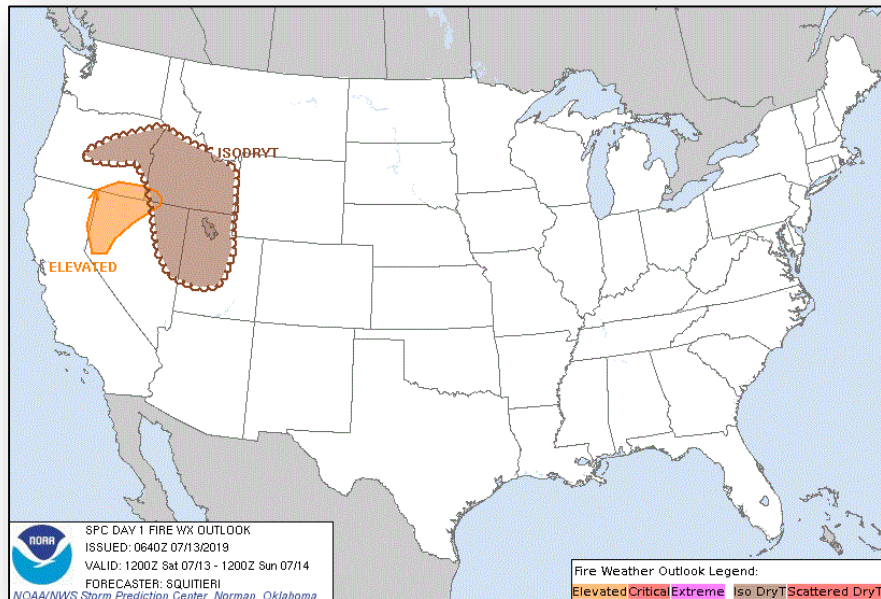 ISODRYT
ELEVATED
NOAA
SPC DAY 1 FIRE WX OUTLOOK
ISSUED: 0640Z 07/13/2019
VALID: 1200Z Sat 07/13 - 1200Z Sun 07/14
FORECASTER: SQUITIERI
NOAA/NWS Storm Prediction Center, Norman, Oklahoma
Fire Weather Outlook Legend:
Elevated Critical Extreme Iso DryT Scattered DryT